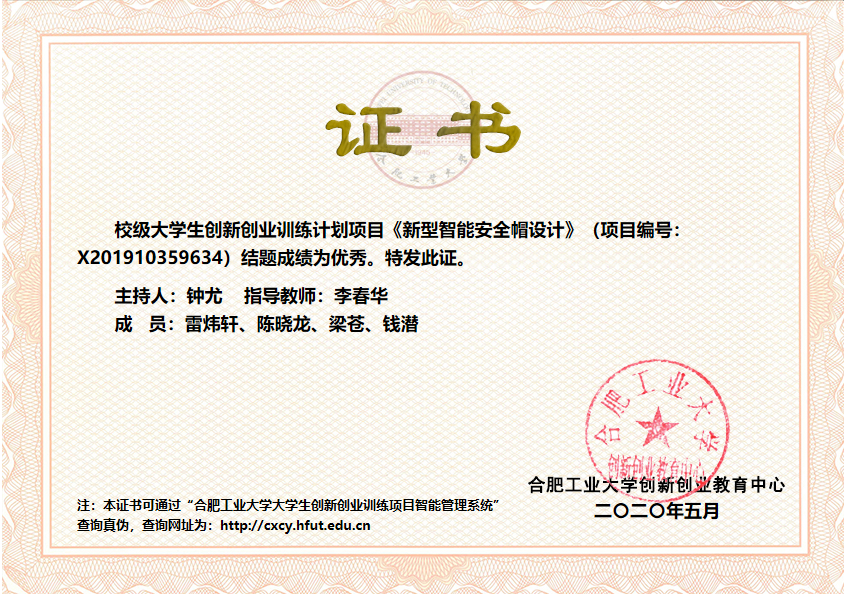 证书
校级大学生创新创业训练计划项目《新型智能安全帽设计》（项目编号：
X201910359634）结题成绩为优秀。特发此证。
主持人：钟尤 指导教师：李春华
成 员：雷炜轩、陈晓龙、梁苍、钱潜
合肥工业大学
创新创业教育中心
合肥工业大学创新创业教育中心
二〇二〇年五月
注：本证书可通过“合肥工业大学大学生创新创业训练项目智能管理系统”
查询真伪，查询网址为：http://cxcy.hfut.edu.cn